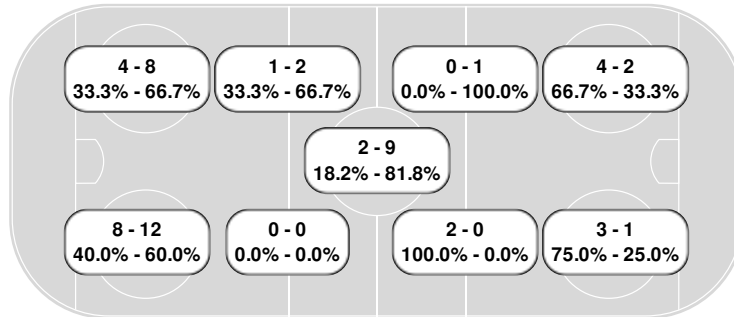 4 - 8
33.3% - 66.7%
1 - 2
33.3% - 66.7%
0 - 1
0.0% - 100.0%
4 - 2
66.7% - 33.3%
2 - 9
18.2% - 81.8%
8 - 12
40.0% - 60.0%
0 - 0
0.0% - 0.0%
2 - 0
100.0% - 0.0%
3 - 1
75.0% - 25.0%